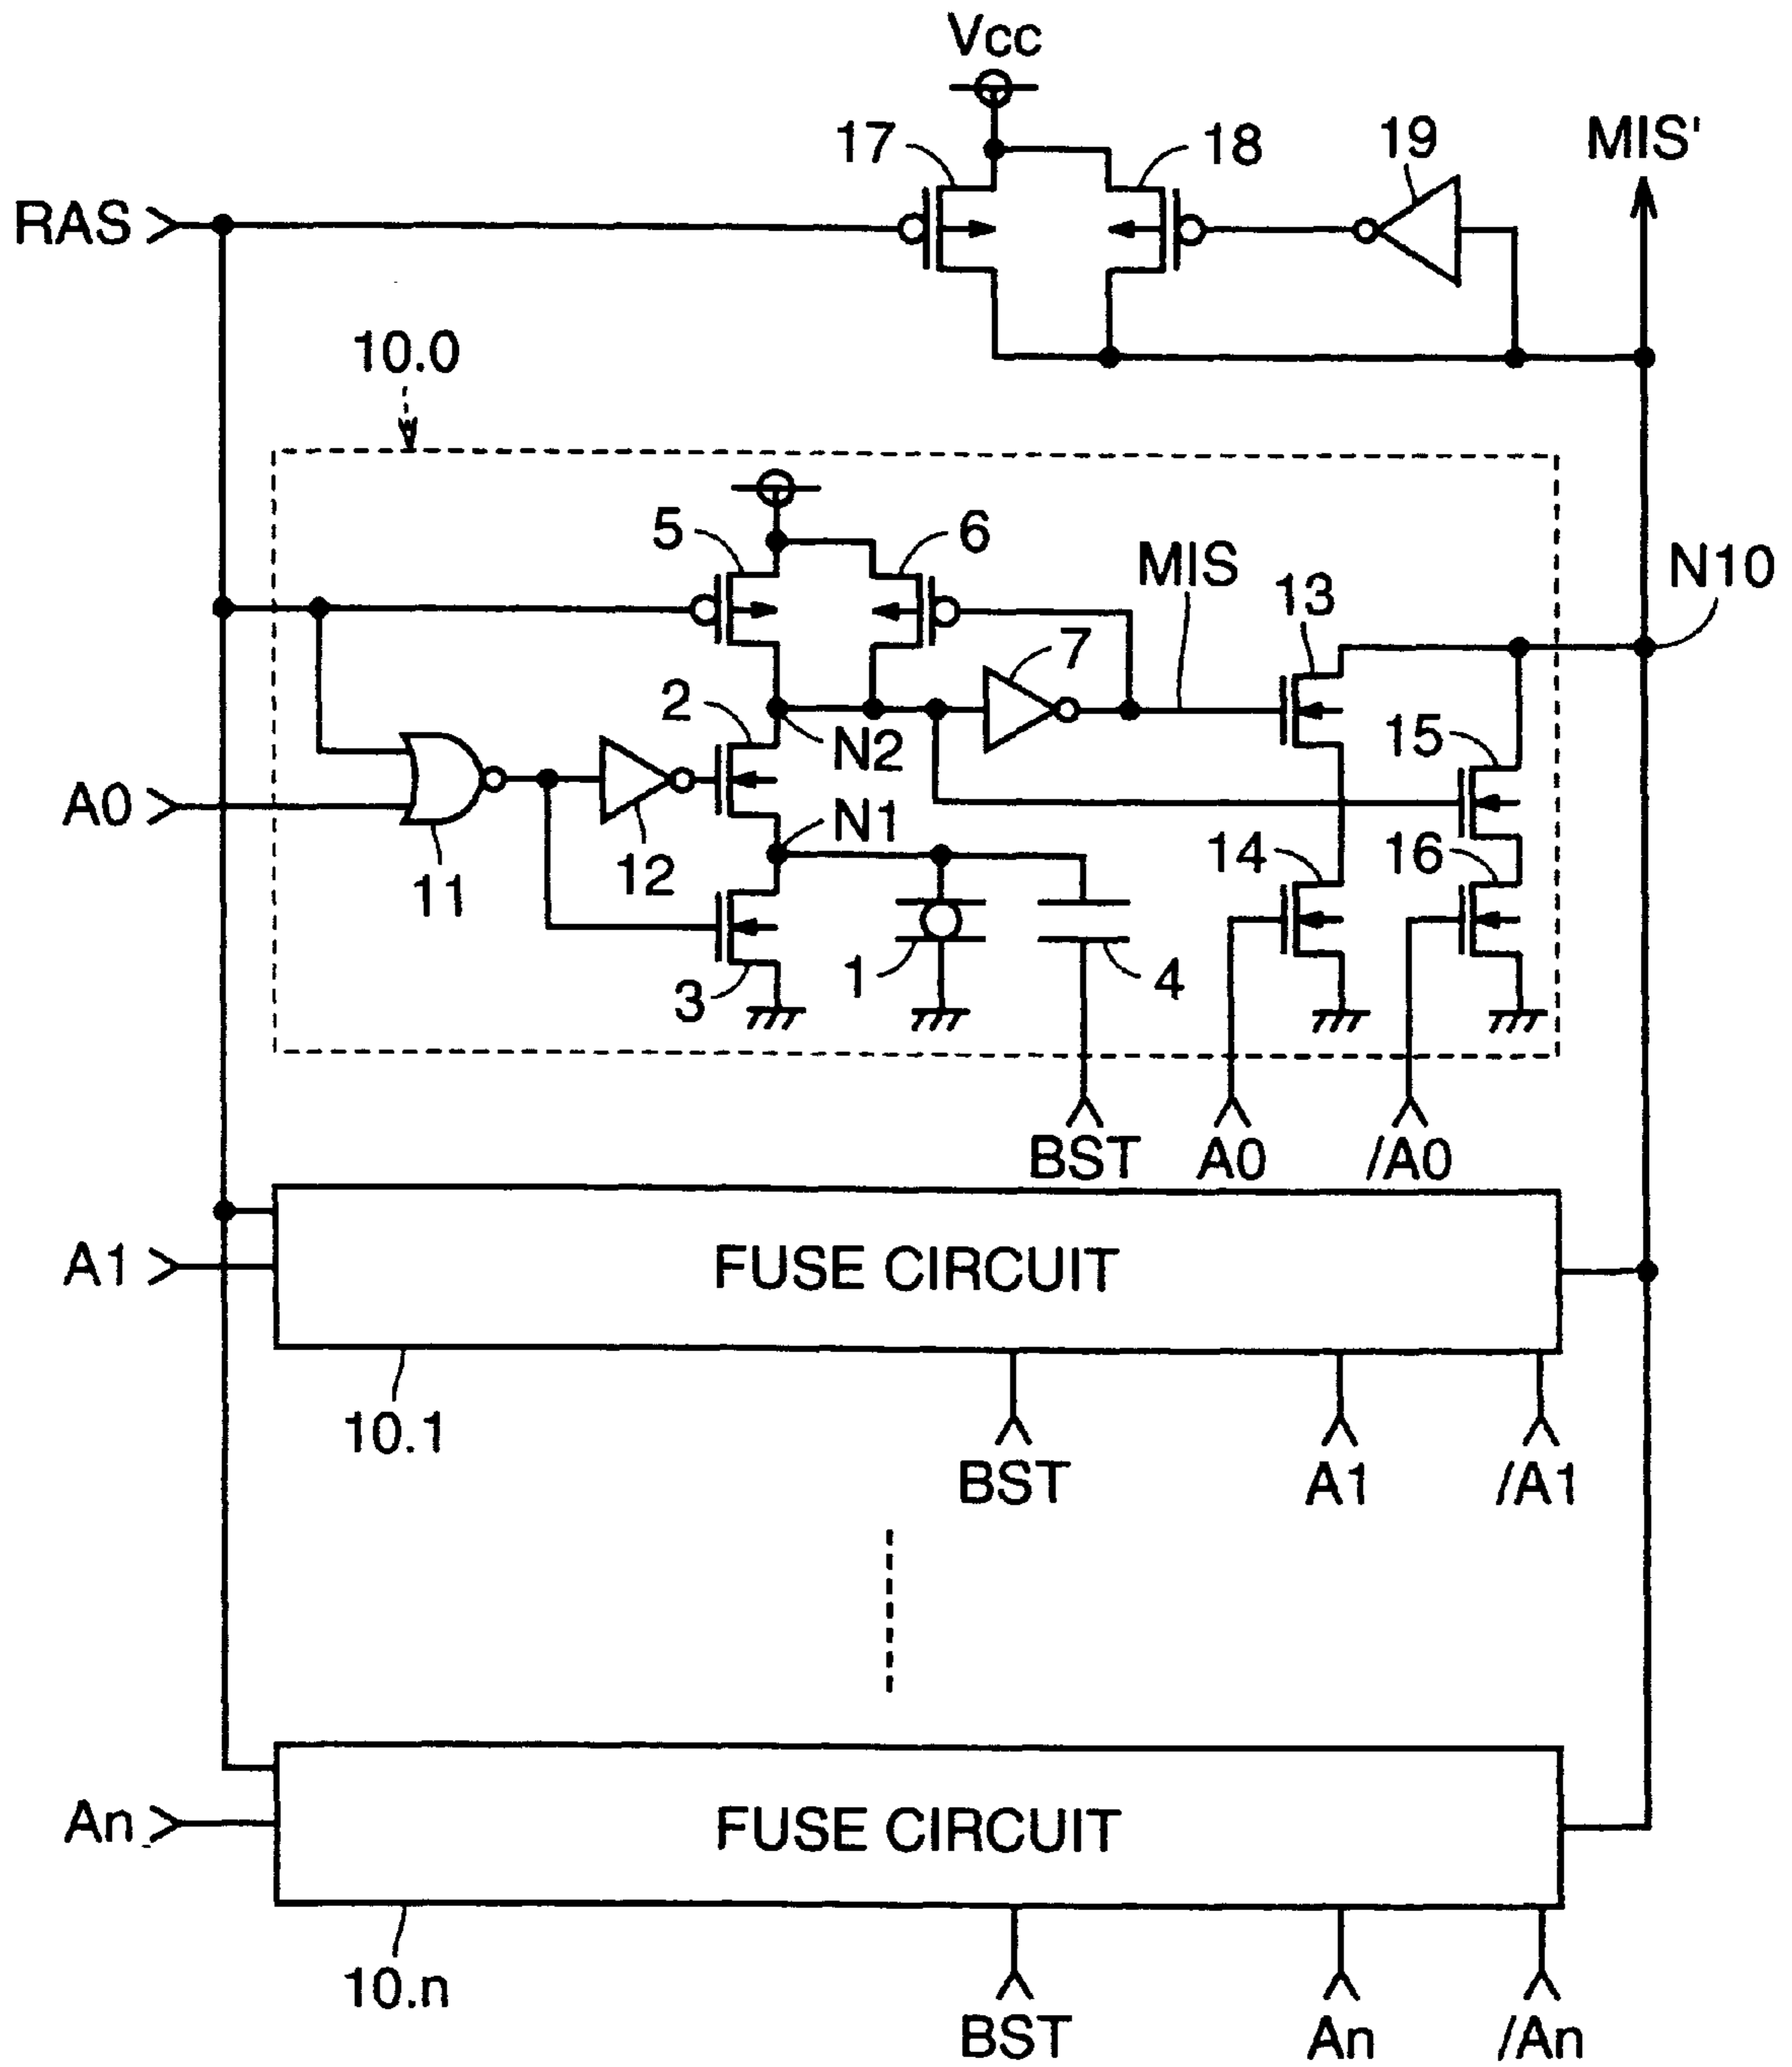 Vcc
17
18
19
MIS'
RAS
10.0
5
6
MIS
13
N10
7
2
N2
15
A0
N1
14
16
11
12
3
1
4
BST
A0
/A0
A1
FUSE CIRCUIT
10.1
BST
A1
/A1
An
FUSE CIRCUIT
10.n
BST
An
/An